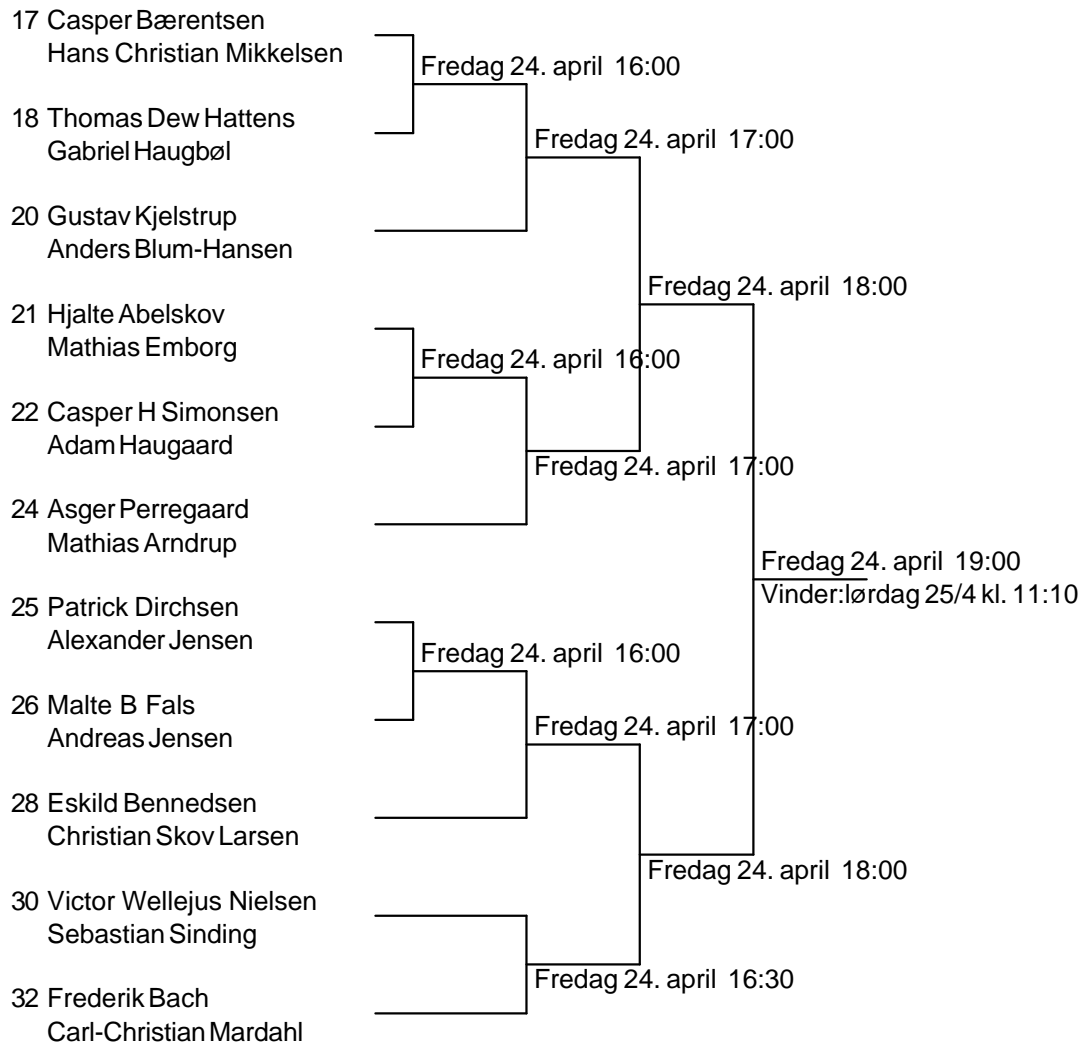 17 Casper Bærentsen
Hans Christian Mikkelsen
Fredag 24. april 16:00
18 Thomas Dew Hattens
Gabriel Haugbøl
Fredag 24. april 17:00
20 Gustav Kjelstrup
Anders Blum-Hansen
Fredag 24. april 18:00
21 Hjalte Abelskov
Mathias Emborg
Fredag 24. april 16:00
22 Casper H Simonsen
Adam Haugaard
Fredag 24. april 17:00
24 Asger Perregaard
Mathias Arndrup
Fredag 24. april 19:00
Vinder:lørdag 25/4 kl. 11:10
25 Patrick Dirchsen
Alexander Jensen
Fredag 24. april 16:00
26 Malte B Fals
Andreas Jensen
Fredag 24. april 17:00
28 Eskild Bennedsen
Christian Skov Larsen
Fredag 24. april 18:00
30 Victor Wellejus Nielsen
Sebastian Sinding
Fredag 24. april 16:30
32 Frederik Bach
Carl-Christian Mardahl